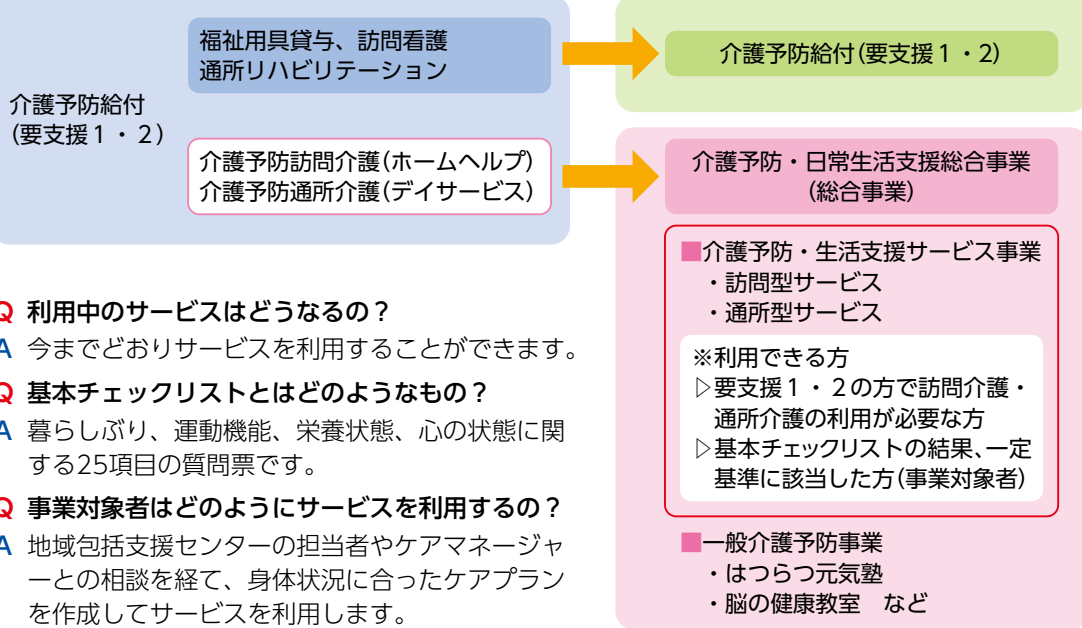 介護予防給付
(要支援1・2)
福祉用具貸与、訪問看護
通所リハビリテーション
介護予防訪問介護(ホームヘルプ)
介護予防通所介護(デイサービス)
介護予防給付(要支援1・2)
介護予防・日常生活支援総合事業
(総合事業)
■介護予防・生活支援サービス事業
・訪問型サービス
・通所型サービス
※利用できる方
▷要支援1・2の方で訪問介護・
通所介護の利用が必要な方
▷基本チェックリストの結果、一定
基準に該当した方(事業対象者)
■一般介護予防事業
・はつらつ元気塾
・脳の健康教室　など
Q 利用中のサービスはどうなるの？
A 今までどおりサービスを利用することができます。
Q 基本チェックリストとはどのようなもの？
A 暮らしぶり、運動機能、栄養状態、心の状態に関
する25項目の質問票です。
Q 事業対象者はどのようにサービスを利用するの？
A 地域包括支援センターの担当者やケアマネージャ
ーとの相談を経て、身体状況に合ったケアプラン
を作成してサービスを利用します。